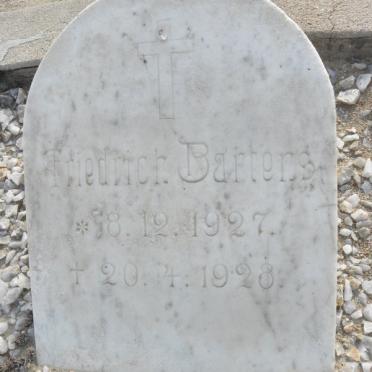 Friedrich Bartens
* 8.12.1927.
† 20.4.1928.